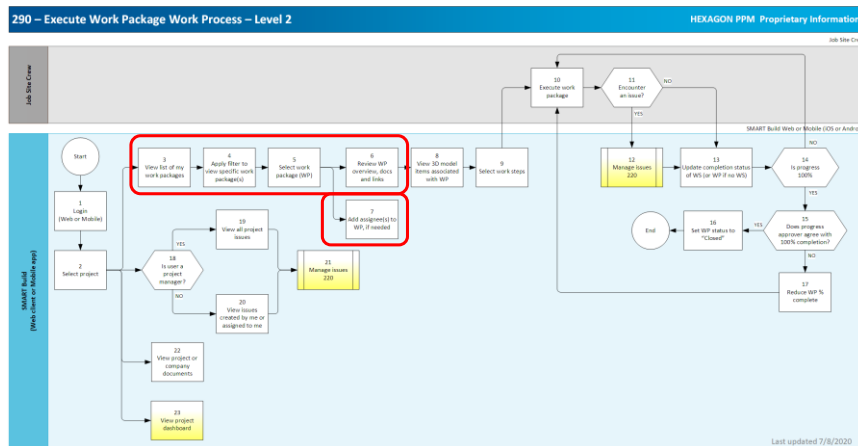 290 – Execute Work Package Work Process – Level 2
HEXAGON PPM Proprietary Information
Job Site Cre
Job Site Crew
10
Execute work
package
11
Encounter
an issue?
NO
YES
SMART Build Web or Mobile (iOS or Andro
SMART Build
(Web client or Mobile app)
Start
1
Login
(Web or Mobile)
2
Select project
3
View list of my
work packages
4
Apply filter to
view specific work
package(s)
5
Select work
package (WP)
6
Review WP
overview, docs
and links
7
Add assignee(s) to
WP, if needed
8
View 3D model
items associated
with WP
9
Select work steps
12
Manage issues
220
13
Update completion status
of WS (or WP if no WS)
NO
14
Is progress
100%
YES
15
Does progress
approver agree with
100% completion?
YES
16
Set WP status to
"Closed"
End
NO
17
Reduce WP %
complete
18
Is user a
project
manager?
YES
19
View all project
issues
NO
20
View issues
created by me or
assigned to me
21
Manage issues
220
22
View project or
company
documents
23
View project
dashboard
Last updated 7/8/2020